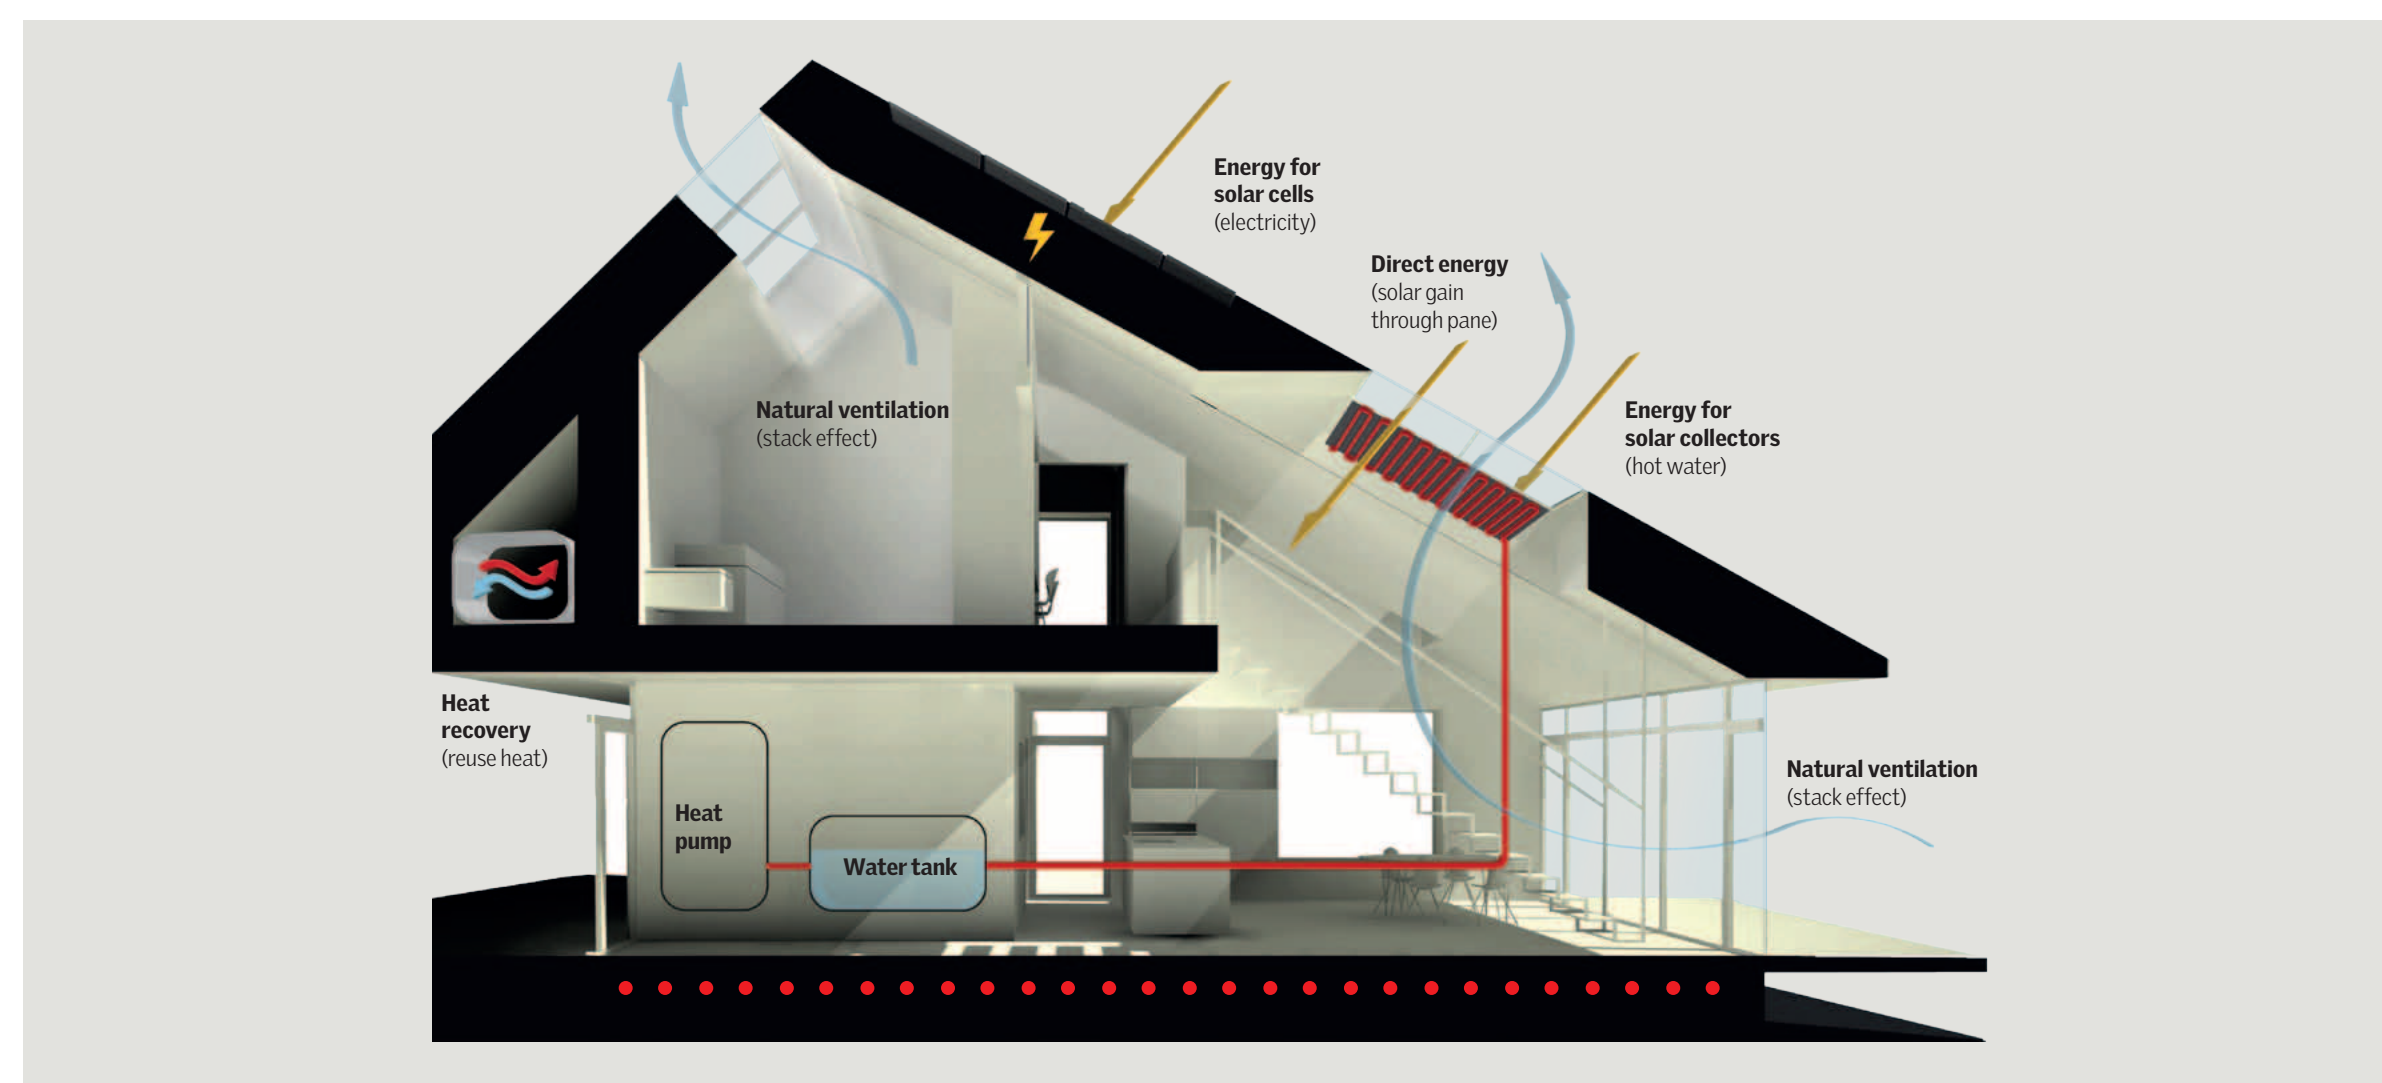 Energy for
solar cells
(electricity)
Direct energy
(solar gain
through pane)
Natural ventilation
(stack effect)
Energy for
solar collectors
(hot water)
Heat
recovery
(reuse heat)
Heat
pump
Water tank
Natural ventilation
(stack effect)